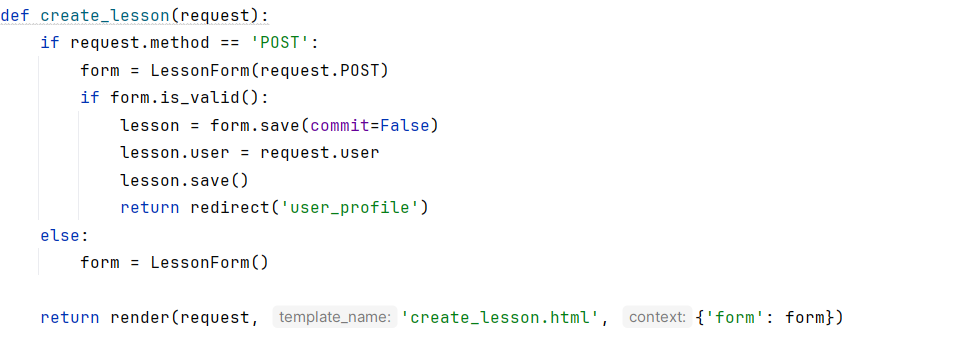 def create_lesson(request):
    if request.method == 'POST':
        form = LessonForm(request.POST)
        if form.is_valid():
            lesson = form.save(commit=False)
            lesson.user = request.user
            lesson.save()
            return redirect('user_profile')
    else:
        form = LessonForm()
    return render(request, template_name: 'create_lesson.html', context: {'form': form})